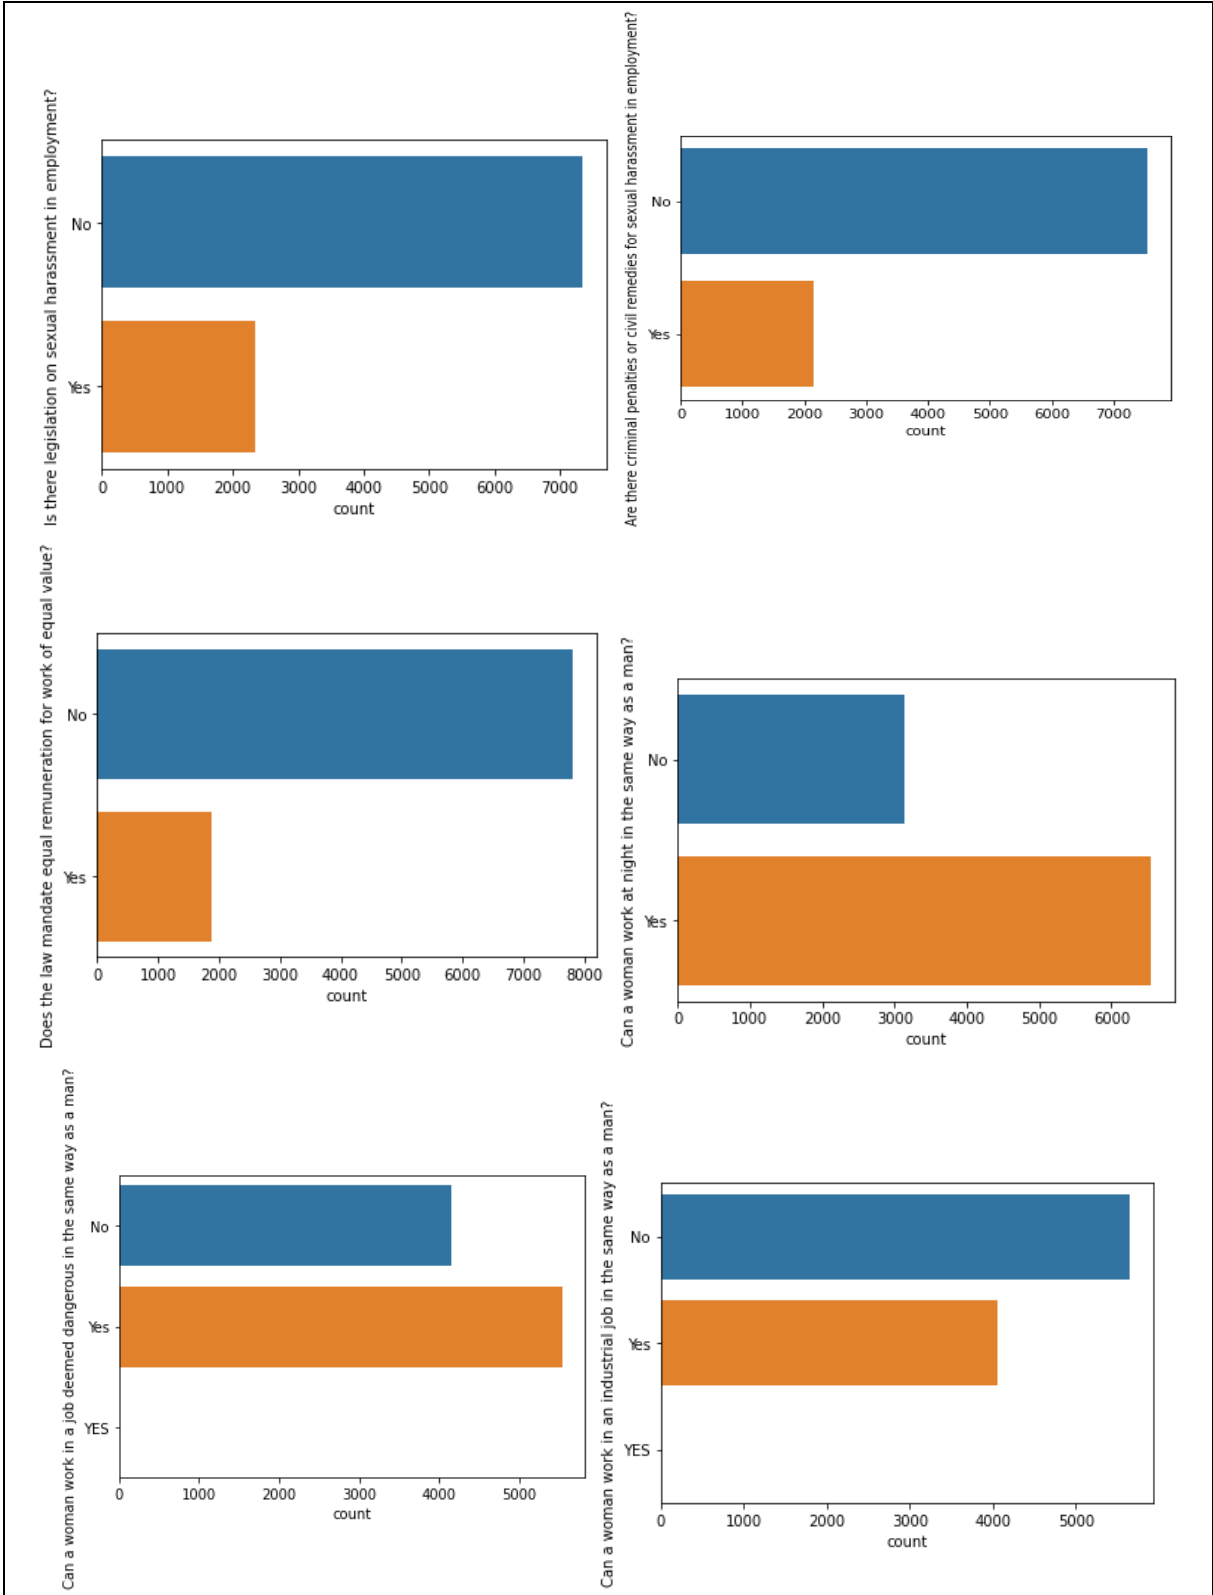 Is there legislation on sexual harassment in employment?
No
Yes
0 1000 2000 3000 4000 5000 6000 7000
count
Are there criminal penalties or civil remedies for sexual harassment in employment?
No
Yes
0 1000 2000 3000 4000 5000 6000 7000
count
Does the law mandate equal remuneration for work of equal value?
No
Yes
0 1000 2000 3000 4000 5000 6000 7000 8000
count
Can a woman work at night in the same way as a man?
No
Yes
0 1000 2000 3000 4000 5000 6000
count
Can a woman work in a job deemed dangerous in the same way as a man?
No
Yes
YES
0 1000 2000 3000 4000 5000
count
Can a woman work in an industrial job in the same way as a man?
No
Yes
YES
0 1000 2000 3000 4000 5000
count